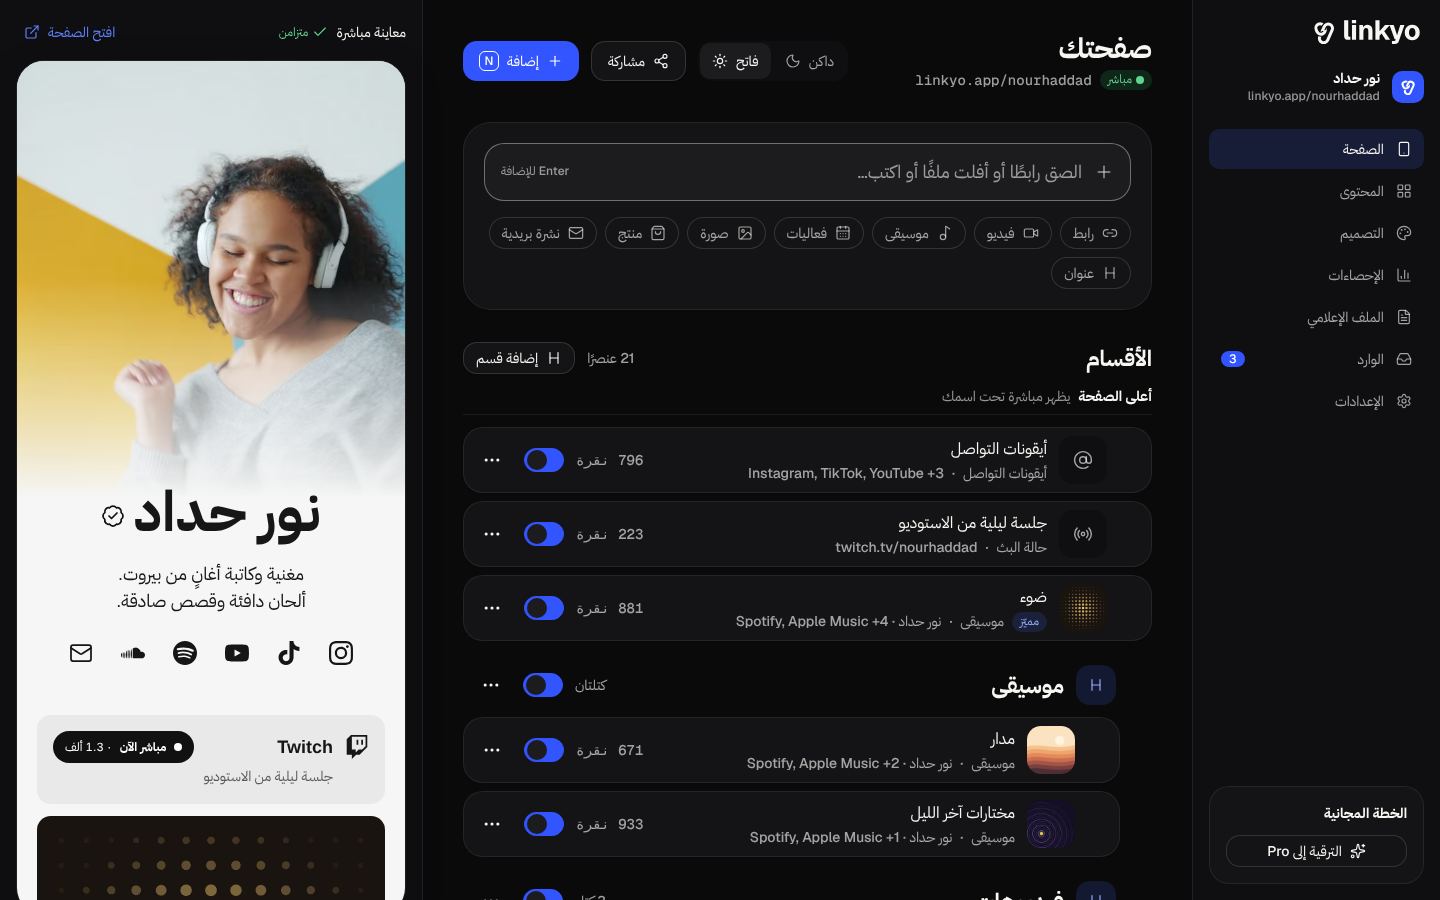 linkyo
نور حداد
linkyo.app/nourhaddad
الصفحة
المحتوى
التصميم
الإحصاءات
الملف الإعلامي
الوارد 3
الإعدادات
الخطة المجانية
الترقية إلى Pro
صفحتك
مباشر linkyo.app/nourhaddad
داكن
فاتح
مشاركة
إضافة N
الصق رابطًا أو أفلت ملفًا أو اكتب...
Enter للإضافة
رابط
فيديو
موسيقى
فعاليات
صورة
منتج
نشرة بريدية
H عنوان
الأقسام
21 عنصرًا
H إضافة قسم
أعلى الصفحة يظهر مباشرة تحت اسمك
أيقونات التواصل
أيقونات التواصل · Instagram, TikTok, YouTube +3
796 نقرة
جلسة ليلية من الاستوديو
حالة البث · twitch.tv/nourhaddad
223 نقرة
ضوء
مميّز موسيقى · نور حداد · Spotify, Apple Music +4
881 نقرة
H موسيقى
كتلتان
مدار
موسيقى · نور حداد · Spotify, Apple Music +2
671 نقرة
مختارات آخر الليل
موسيقى · نور حداد · Spotify, Apple Music +1
933 نقرة
معاينة مباشرة
متزامن
افتح الصفحة
نور حداد
مغنية وكاتبة أغانٍ من بيروت.
ألحان دافئة وقصص صادقة.
Twitch
مباشر الآن · 1.3 ألف
جلسة ليلية من الاستوديو